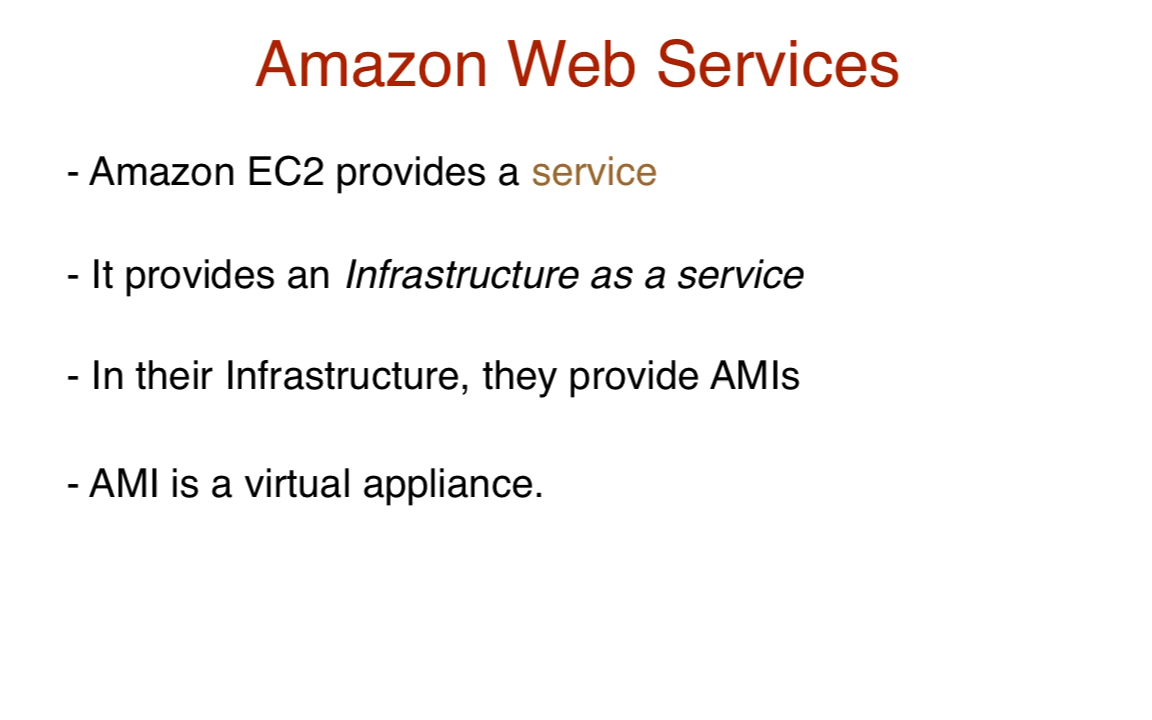 Amazon Web Services
- Amazon EC2 provides a service
- It provides an Infrastructure as a service
- In their Infrastructure, they provide AMIs
- AMI is a virtual appliance.